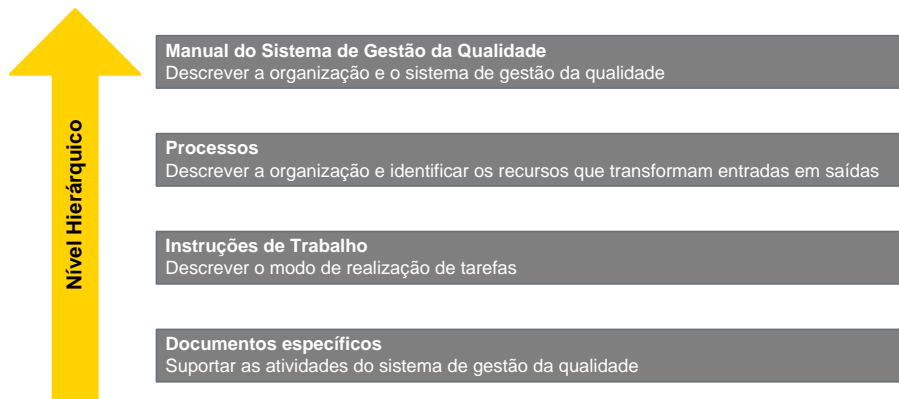 Nível Hierárquico
Manual do Sistema de Gestão da Qualidade
Descrever a organização e o sistema de gestão da qualidade
Processos
Descrever a organização e identificar os recursos que transformam entradas em saídas
Instruções de Trabalho
Descrever o modo de realização de tarefas
Documentos específicos
Suportar as atividades do sistema de gestão da qualidade